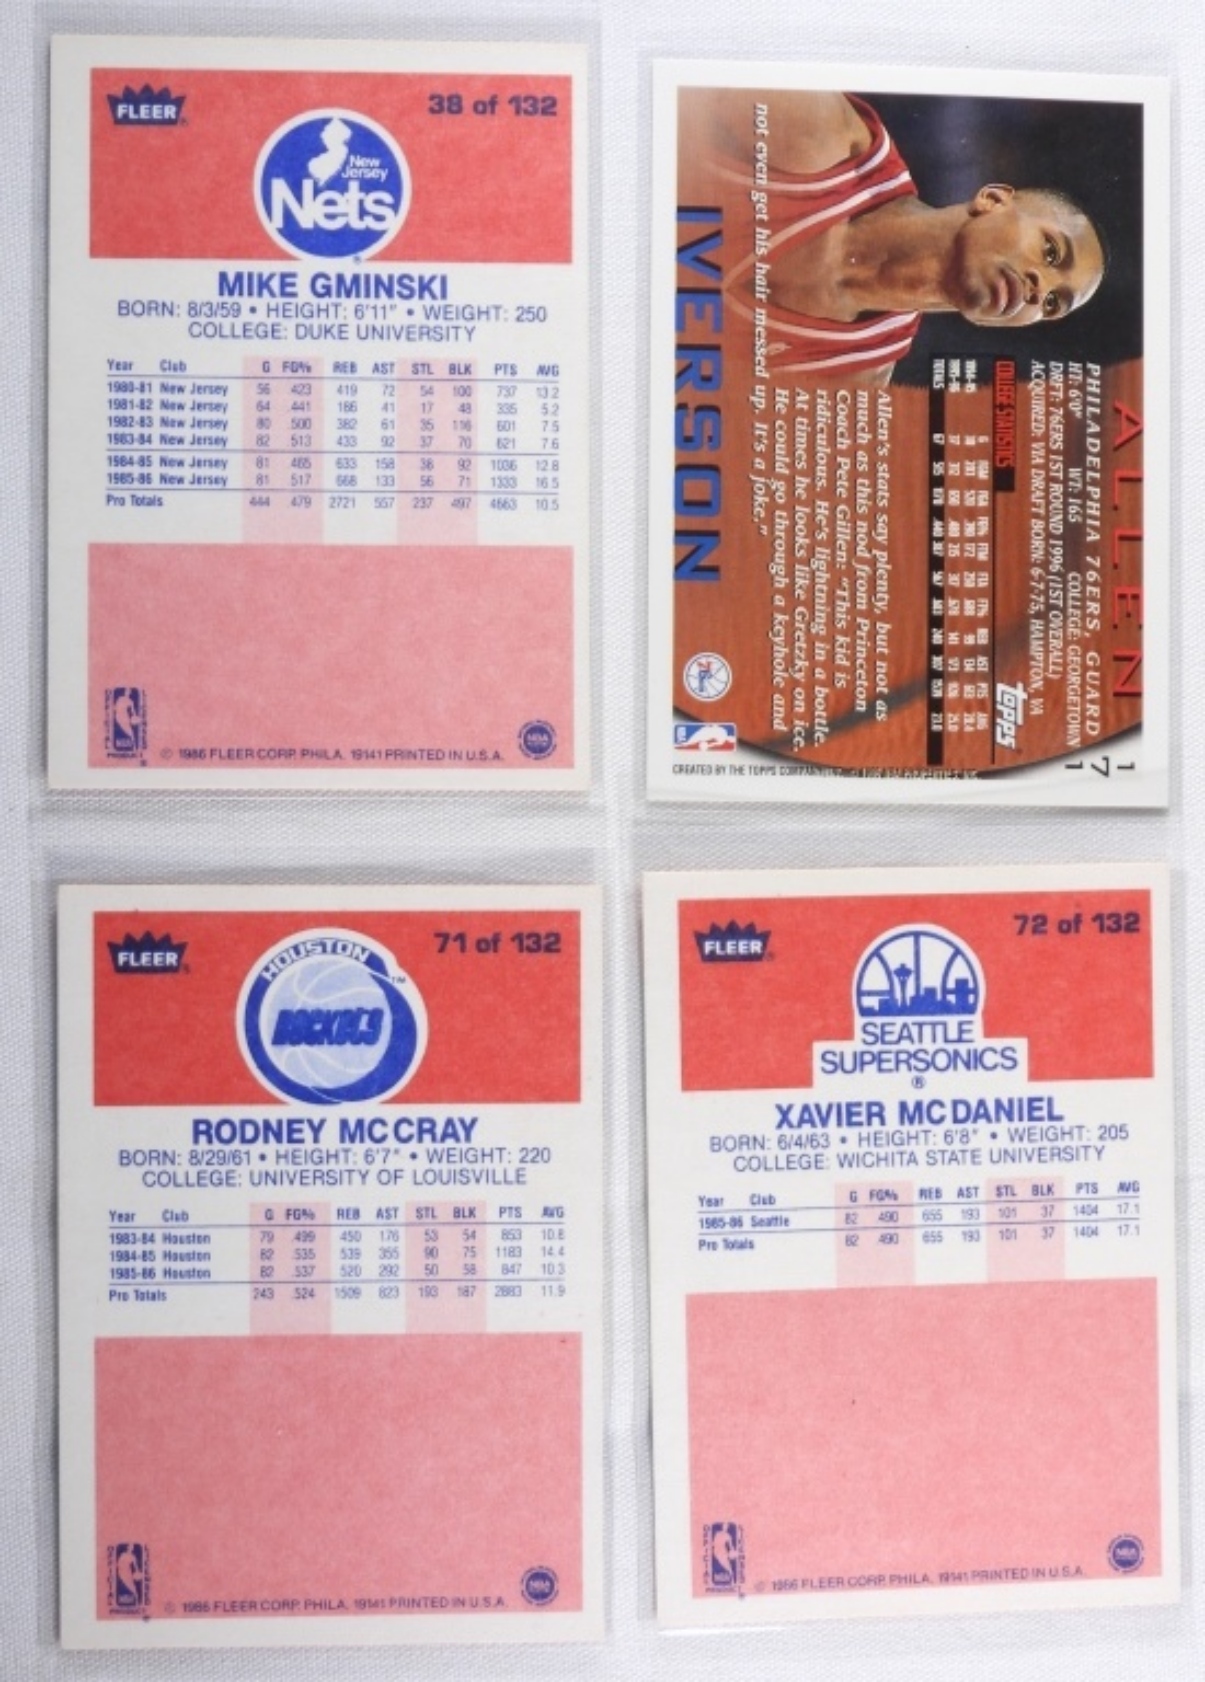 FLEER
38 of 132
New
Jersey
Nets
MIKE GMINSKI
BORN: 8/3/59 • HEIGHT: 6'11" • WEIGHT: 250
COLLEGE: DUKE UNIVERSITY
Year Club G FG% REB AST STL BLK PTS AVG
1980-81 New Jersey 56 .423 419 72 54 100 737 13.2
1981-82 New Jersey 64 .441 186 41 17 48 335 5.2
1982-83 New Jersey 80 .500 382 61 35 116 601 7.5
1983-84 New Jersey 82 .513 433 92 37 70 621 7.6
1984-85 New Jersey 81 .465 633 158 38 92 1036 12.8
1985-86 New Jersey 81 .517 668 133 56 71 1333 16.5
Pro Totals 444 .479 2721 557 237 497 4663 10.5
© 1986 FLEER CORP. PHILA. 19141 PRINTED IN U.S.A.
171
ALLEN
PHILADELPHIA 76ERS, GUARD
HT: 6'0" WT: 165 COLLEGE: GEORGETOWN
DRFT: 76ERS 1ST ROUND 1996 (1ST OVERALL)
ACQUIRED: VIA DRAFT BORN: 6-7-75, HAMPTON, VA
topps
COLLEGE STATISTICS
Allen's stats say plenty, but not as
much as this nod from Princeton
Coach Pete Gillen: "This kid is
ridiculous. He's lightning in a bottle.
At times he looks like Gretzky on ice.
He could go through a keyhole and
not even get his hair messed up. It's a joke."
IVERSON
CREATED BY THE TOPPS COMPANY, INC.
FLEER
71 of 132
HOUSTON
ROCKETS
TM
RODNEY MCCRAY
BORN: 8/29/61 • HEIGHT: 6'7" • WEIGHT: 220
COLLEGE: UNIVERSITY OF LOUISVILLE
Year Club G FG% REB AST STL BLK PTS AVG
1983-84 Houston 79 .499 450 176 53 54 853 10.8
1984-85 Houston 82 .535 539 355 90 75 1183 14.4
1985-86 Houston 82 .537 520 292 50 58 847 10.3
Pro Totals 243 .524 1509 823 193 187 2883 11.9
© 1986 FLEER CORP. PHILA. 19141 PRINTED IN U.S.A.
FLEER
72 of 132
SEATTLE
SUPERSONICS
®
XAVIER MCDANIEL
BORN: 6/4/63 • HEIGHT: 6'8" • WEIGHT: 205
COLLEGE: WICHITA STATE UNIVERSITY
Year Club G FG% REB AST STL BLK PTS AVG
1985-86 Seattle 82 .490 655 193 101 37 1404 17.1
Pro Totals 82 .490 655 193 101 37 1404 17.1
© 1986 FLEER CORP. PHILA. 19141 PRINTED IN U.S.A.